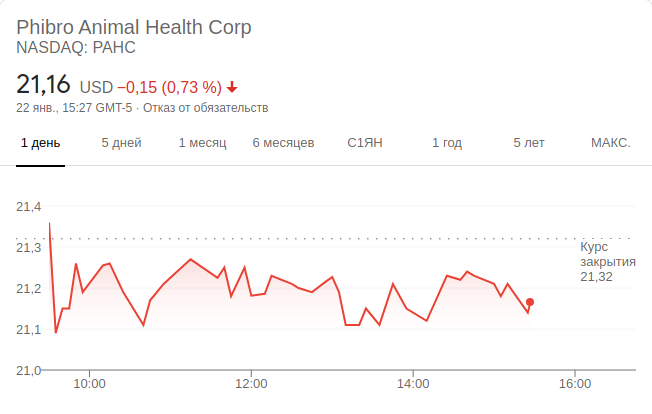 Phibro Animal Health Corp
NASDAQ: PAHC
21,16 USD −0,15 (0,73 %)
22 янв., 15:27 GMT-5 · Отказ от обязательств
1 день 5 дней 1 месяц 6 месяцев С1ЯН 1 год 5 лет МАКС.
21,4
21,3
21,2
21,1
21,0
Курс
закрытия
21,32
10:00 12:00 14:00 16:00